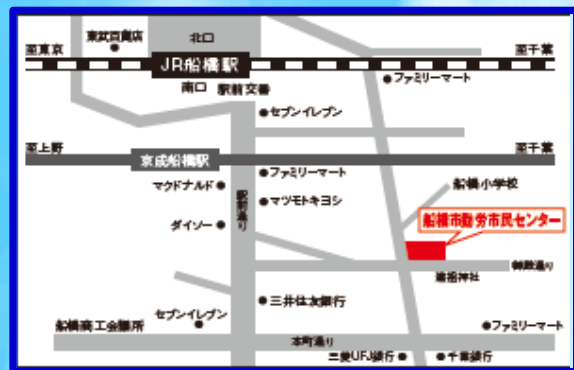 東武百貨店
北口
至東京
JR船橋駅
至千葉
南口
駅前交番
ファミリーマート
セブンイレブン
至上野
京成船橋駅
至千葉
ファミリーマート
マクドナルド
船橋小学校
マツモトキヨシ
駅前通り
ダイソー
船橋市勤労市民センター
御殿通り
三井住友銀行
セブンイレブン
船橋商工会議所
ファミリーマート
本町通り
三菱UFJ銀行
千葉銀行